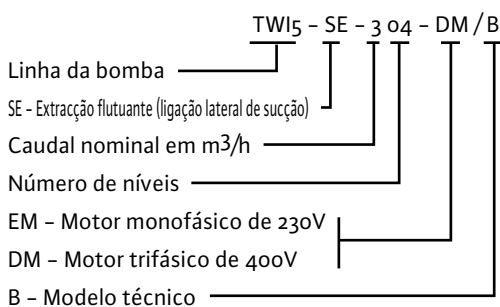 TWI5 – SE – 3 04 – DM / B
Linha da bomba
SE – Extracção flutuante (ligação lateral de sucção)
Caudal nominal em m3/h
Número de níveis
EM – Motor monofásico de 230V
DM – Motor trifásico de 400V
B – Modelo técnico